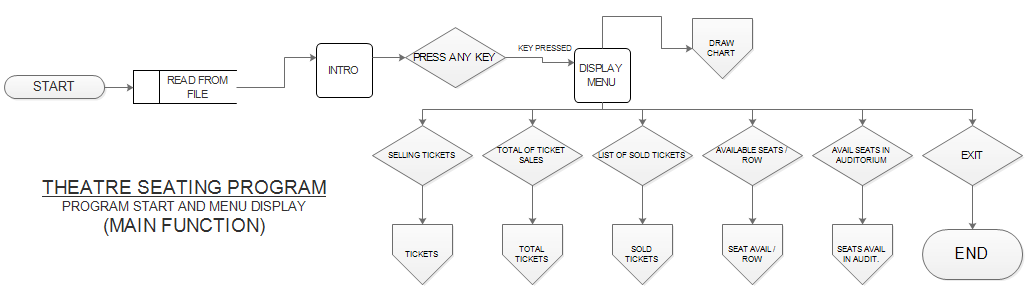 START
READ FROM
FILE
INTRO
PRESS ANY KEY
KEY PRESSED
DISPLAY
MENU
DRAW
CHART
SELLING TICKETS
TOTAL OF TICKET
SALES
LIST OF SOLD TICKETS
AVAILABLE SEATS /
ROW
AVAIL SEATS IN
AUDITORIUM
EXIT
THEATRE SEATING PROGRAM
PROGRAM START AND MENU DISPLAY
(MAIN FUNCTION)
TICKETS
TOTAL
TICKETS
SOLD
TICKETS
SEAT AVAIL /
ROW
SEATS AVAIL
IN AUDIT.
END